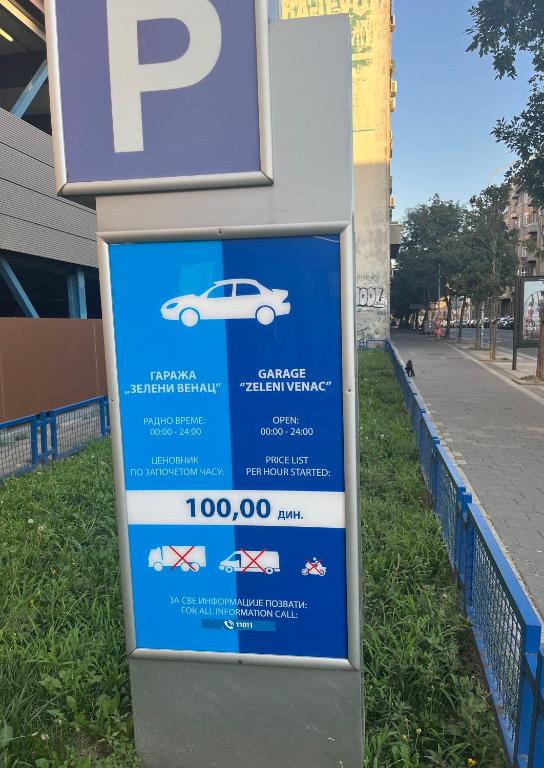 P
ГАРАЖА
„ЗЕЛЕНИ ВЕНАЦ"
GARAGE
“ZELENI VENAC”
РАДНО ВРЕМЕ:
00:00 - 24:00
OPEN:
00:00 - 24:00
ЦЕНОВНИК
ПО ЗАПОЧЕТОМ ЧАСУ:
PRICE LIST
PER HOUR STARTED:
100,00 дин.
ЗА СВЕ ИНФОРМАЦИЈЕ ПОЗВАТИ:
FOR ALL INFORMATION CALL:
11011